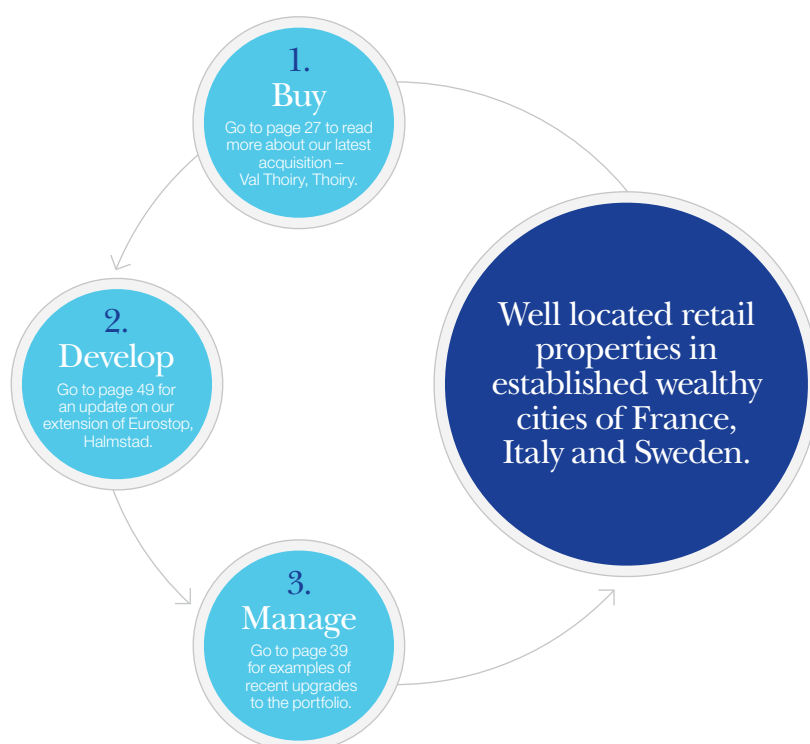 1.
Buy
Go to page 27 to read
more about our latest
acquisition –
Val Thoiry, Thoiry.
2.
Develop
Go to page 49 for
an update on our
extension of Eurostop,
Halmstad.
3.
Manage
Go to page 39
for examples of
recent upgrades
to the portfolio.
Well located retail
properties in
established wealthy
cities of France,
Italy and Sweden.